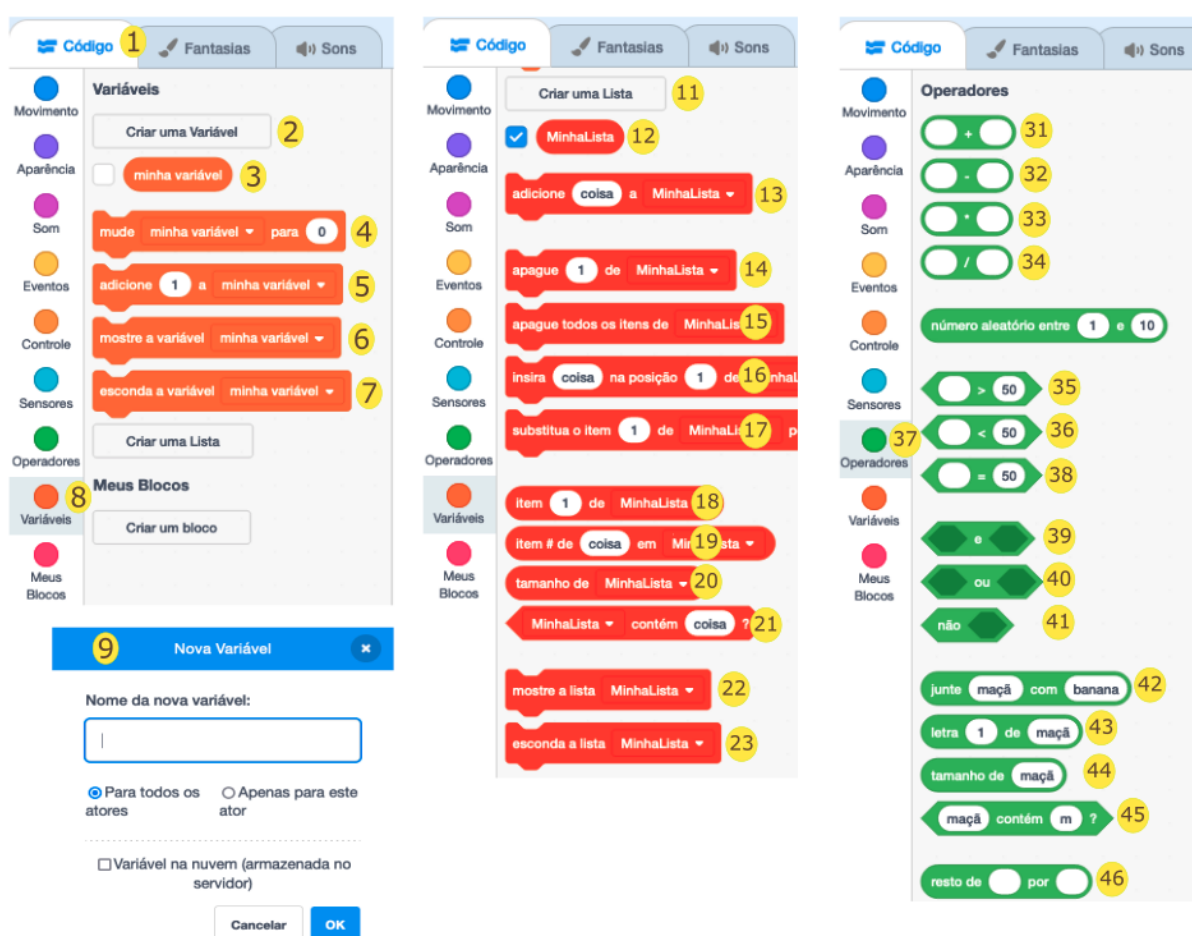 Código 1 Fantasias Sons
Movimento
Aparência
Som
Eventos
Controle
Sensores
Operadores
8
Variáveis
Meus
Blocos
Variáveis
Criar uma Variável 2
minha variável 3
mude minha variável para 0 4
adicione 1 a minha variável 5
mostre a variável minha variável 6
esconda a variável minha variável 7
Criar uma Lista
Meus Blocos
Criar um bloco
9 Nova Variável ×
Nome da nova variável:
Para todos os
atores
Apenas para este
ator
Variável na nuvem (armazenada no
servidor)
Cancelar OK
Código Fantasias Sons
Movimento
Aparência
Som
Eventos
Controle
Sensores
Operadores
Variáveis
Meus
Blocos
Criar uma Lista 11
MinhaLista 12
adicione coisa a MinhaLista 13
apague 1 de MinhaLista 14
apague todos os itens de MinhaLis 15
insira coisa na posição 1 de 16 nhaL
substitua o item 1 de MinhaLis 17 p
item 1 de MinhaLista 18
item # de coisa em Min 19 sta
tamanho de MinhaLista 20
MinhaLista contém coisa ? 21
mostre a lista MinhaLista 22
esconda a lista MinhaLista 23
Código Fantasias Sons
Movimento
Aparência
Som
Eventos
Controle
Sensores
37
Operadores
Variáveis
Meus
Blocos
Operadores
+ 31
- 32
* 33
/ 34
número aleatório entre 1 e 10
> 50 35
< 50 36
= 50 38
e 39
ou 40
não 41
junte maçã com banana 42
letra 1 de maçã 43
tamanho de maçã 44
maçã contém m ? 45
resto de por 46